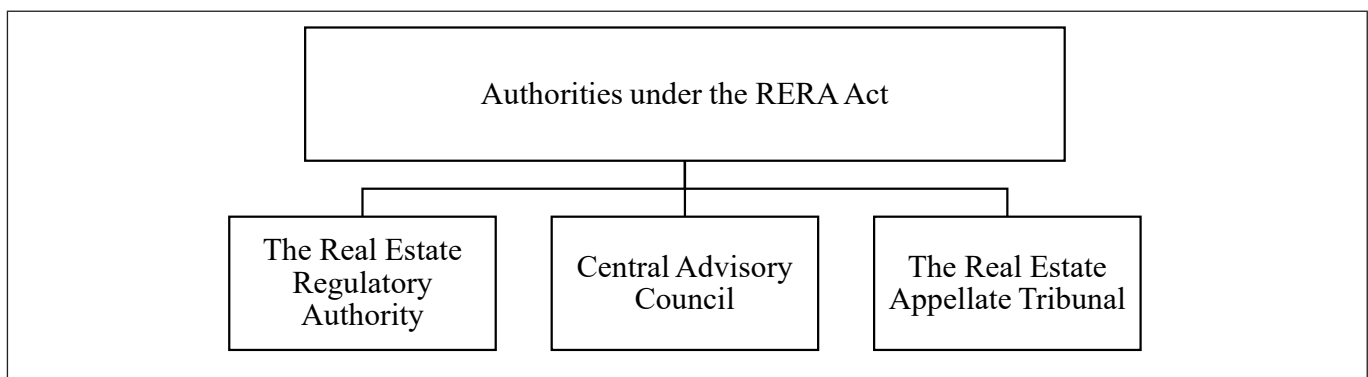 Authorities under the RERA Act
The Real Estate
Regulatory
Authority
Central Advisory
Council
The Real Estate
Appellate Tribunal